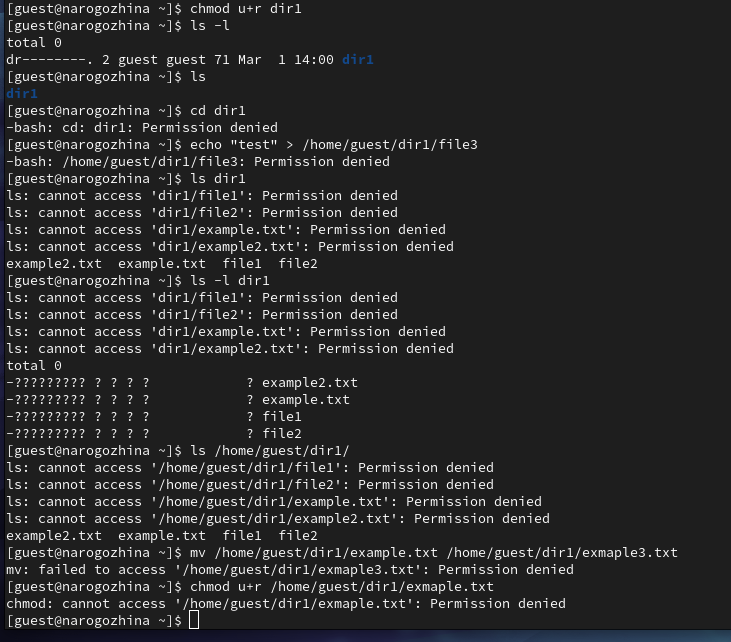 [guest@narogozhina ~]$ chmod u+r dir1
[guest@narogozhina ~]$ ls -l
total 0
dr--------. 2 guest guest 71 Mar  1 14:00 dir1
[guest@narogozhina ~]$ ls
dir1
[guest@narogozhina ~]$ cd dir1
-bash: cd: dir1: Permission denied
[guest@narogozhina ~]$ echo "test" > /home/guest/dir1/file3
-bash: /home/guest/dir1/file3: Permission denied
[guest@narogozhina ~]$ ls dir1
ls: cannot access 'dir1/file1': Permission denied
ls: cannot access 'dir1/file2': Permission denied
ls: cannot access 'dir1/example.txt': Permission denied
ls: cannot access 'dir1/example2.txt': Permission denied
example2.txt  example.txt  file1  file2
[guest@narogozhina ~]$ ls -l dir1
ls: cannot access 'dir1/file1': Permission denied
ls: cannot access 'dir1/file2': Permission denied
ls: cannot access 'dir1/example.txt': Permission denied
ls: cannot access 'dir1/example2.txt': Permission denied
total 0
-????????? ? ? ? ?            ? example2.txt
-????????? ? ? ? ?            ? example.txt
-????????? ? ? ? ?            ? file1
-????????? ? ? ? ?            ? file2
[guest@narogozhina ~]$ ls /home/guest/dir1/
ls: cannot access '/home/guest/dir1/file1': Permission denied
ls: cannot access '/home/guest/dir1/file2': Permission denied
ls: cannot access '/home/guest/dir1/example.txt': Permission denied
ls: cannot access '/home/guest/dir1/example2.txt': Permission denied
example2.txt  example.txt  file1  file2
[guest@narogozhina ~]$ mv /home/guest/dir1/example.txt /home/guest/dir1/exmaple3.txt
mv: failed to access '/home/guest/dir1/exmaple3.txt': Permission denied
[guest@narogozhina ~]$ chmod u+r /home/guest/dir1/exmaple.txt
chmod: cannot access '/home/guest/dir1/exmaple.txt': Permission denied
[guest@narogozhina ~]$